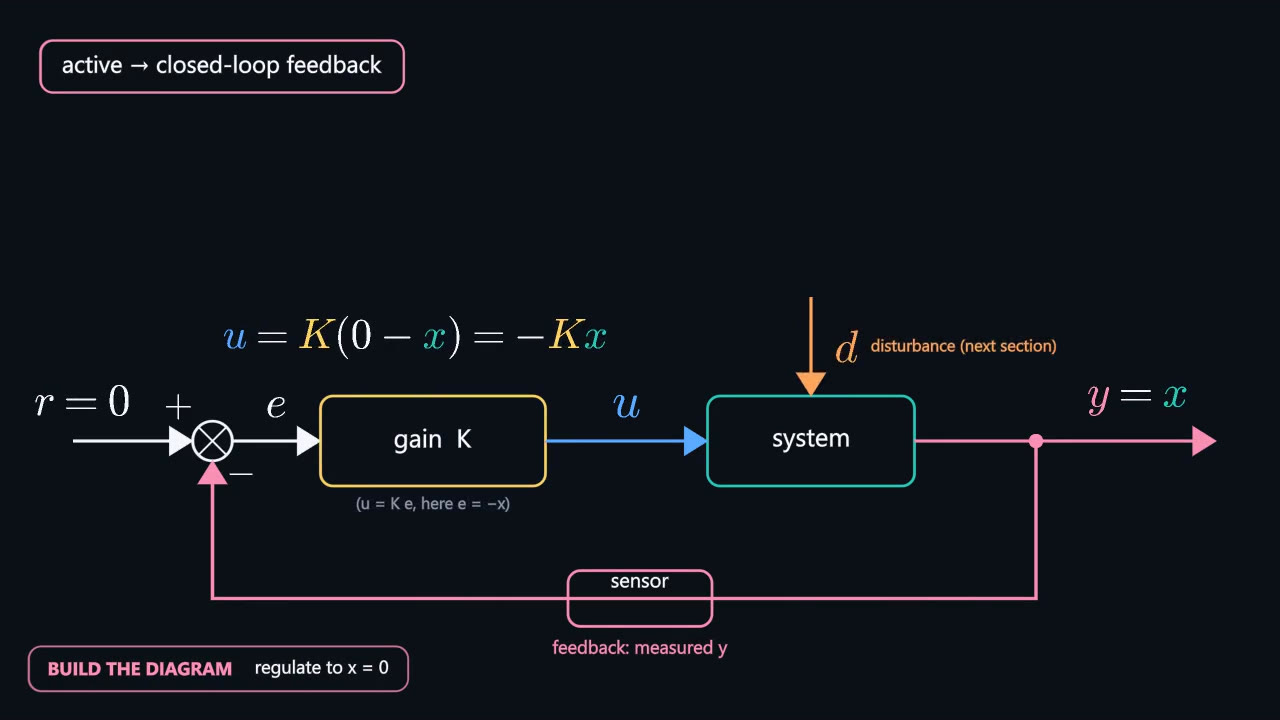 active → closed-loop feedback
u = K(0 − x) = −Kx
d disturbance (next section)
r = 0
+
e
u
y = x
gain K
system
−
(u = K e, here e = −x)
sensor
feedback: measured y
BUILD THE DIAGRAM regulate to x = 0